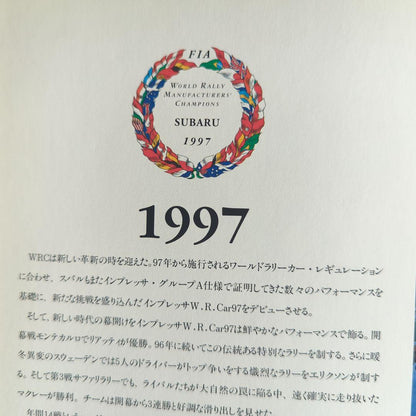 FIA
WORLD RALLY
MANUFACTURERS'
CHAMPIONS
SUBARU
1997
1997
WRCは新しい革新の時を迎えた。97年から施行されるワールドラリーカー・レギュレーション
に合わせ、スバルもまたインプレッサ・グループA仕様で証明してきた数々のパフォーマンスを
基礎に、新たな挑戦を盛り込んだインプレッサW.R.Car97をデビューさせる。
そして、新しい時代の幕開けをインプレッサW.R.Car97は鮮やかなパフォーマンスで飾る。開
幕戦モンテカルロでリアッティが優勝。96年に続いてこの伝統ある特別なラリーを制する。さらに暖
冬異変のスウェーデンでは5人のドライバーがトップ争いをする熾烈なラリーをエリクソンが制す
る。そして第3戦サファリラリーでも、ライバルたちが大自然の罠に陥る中、速く確実に走り抜いた
マクレーが勝利。チームは開幕から3連勝と好調な滑り出しを見せた。
年間14戦